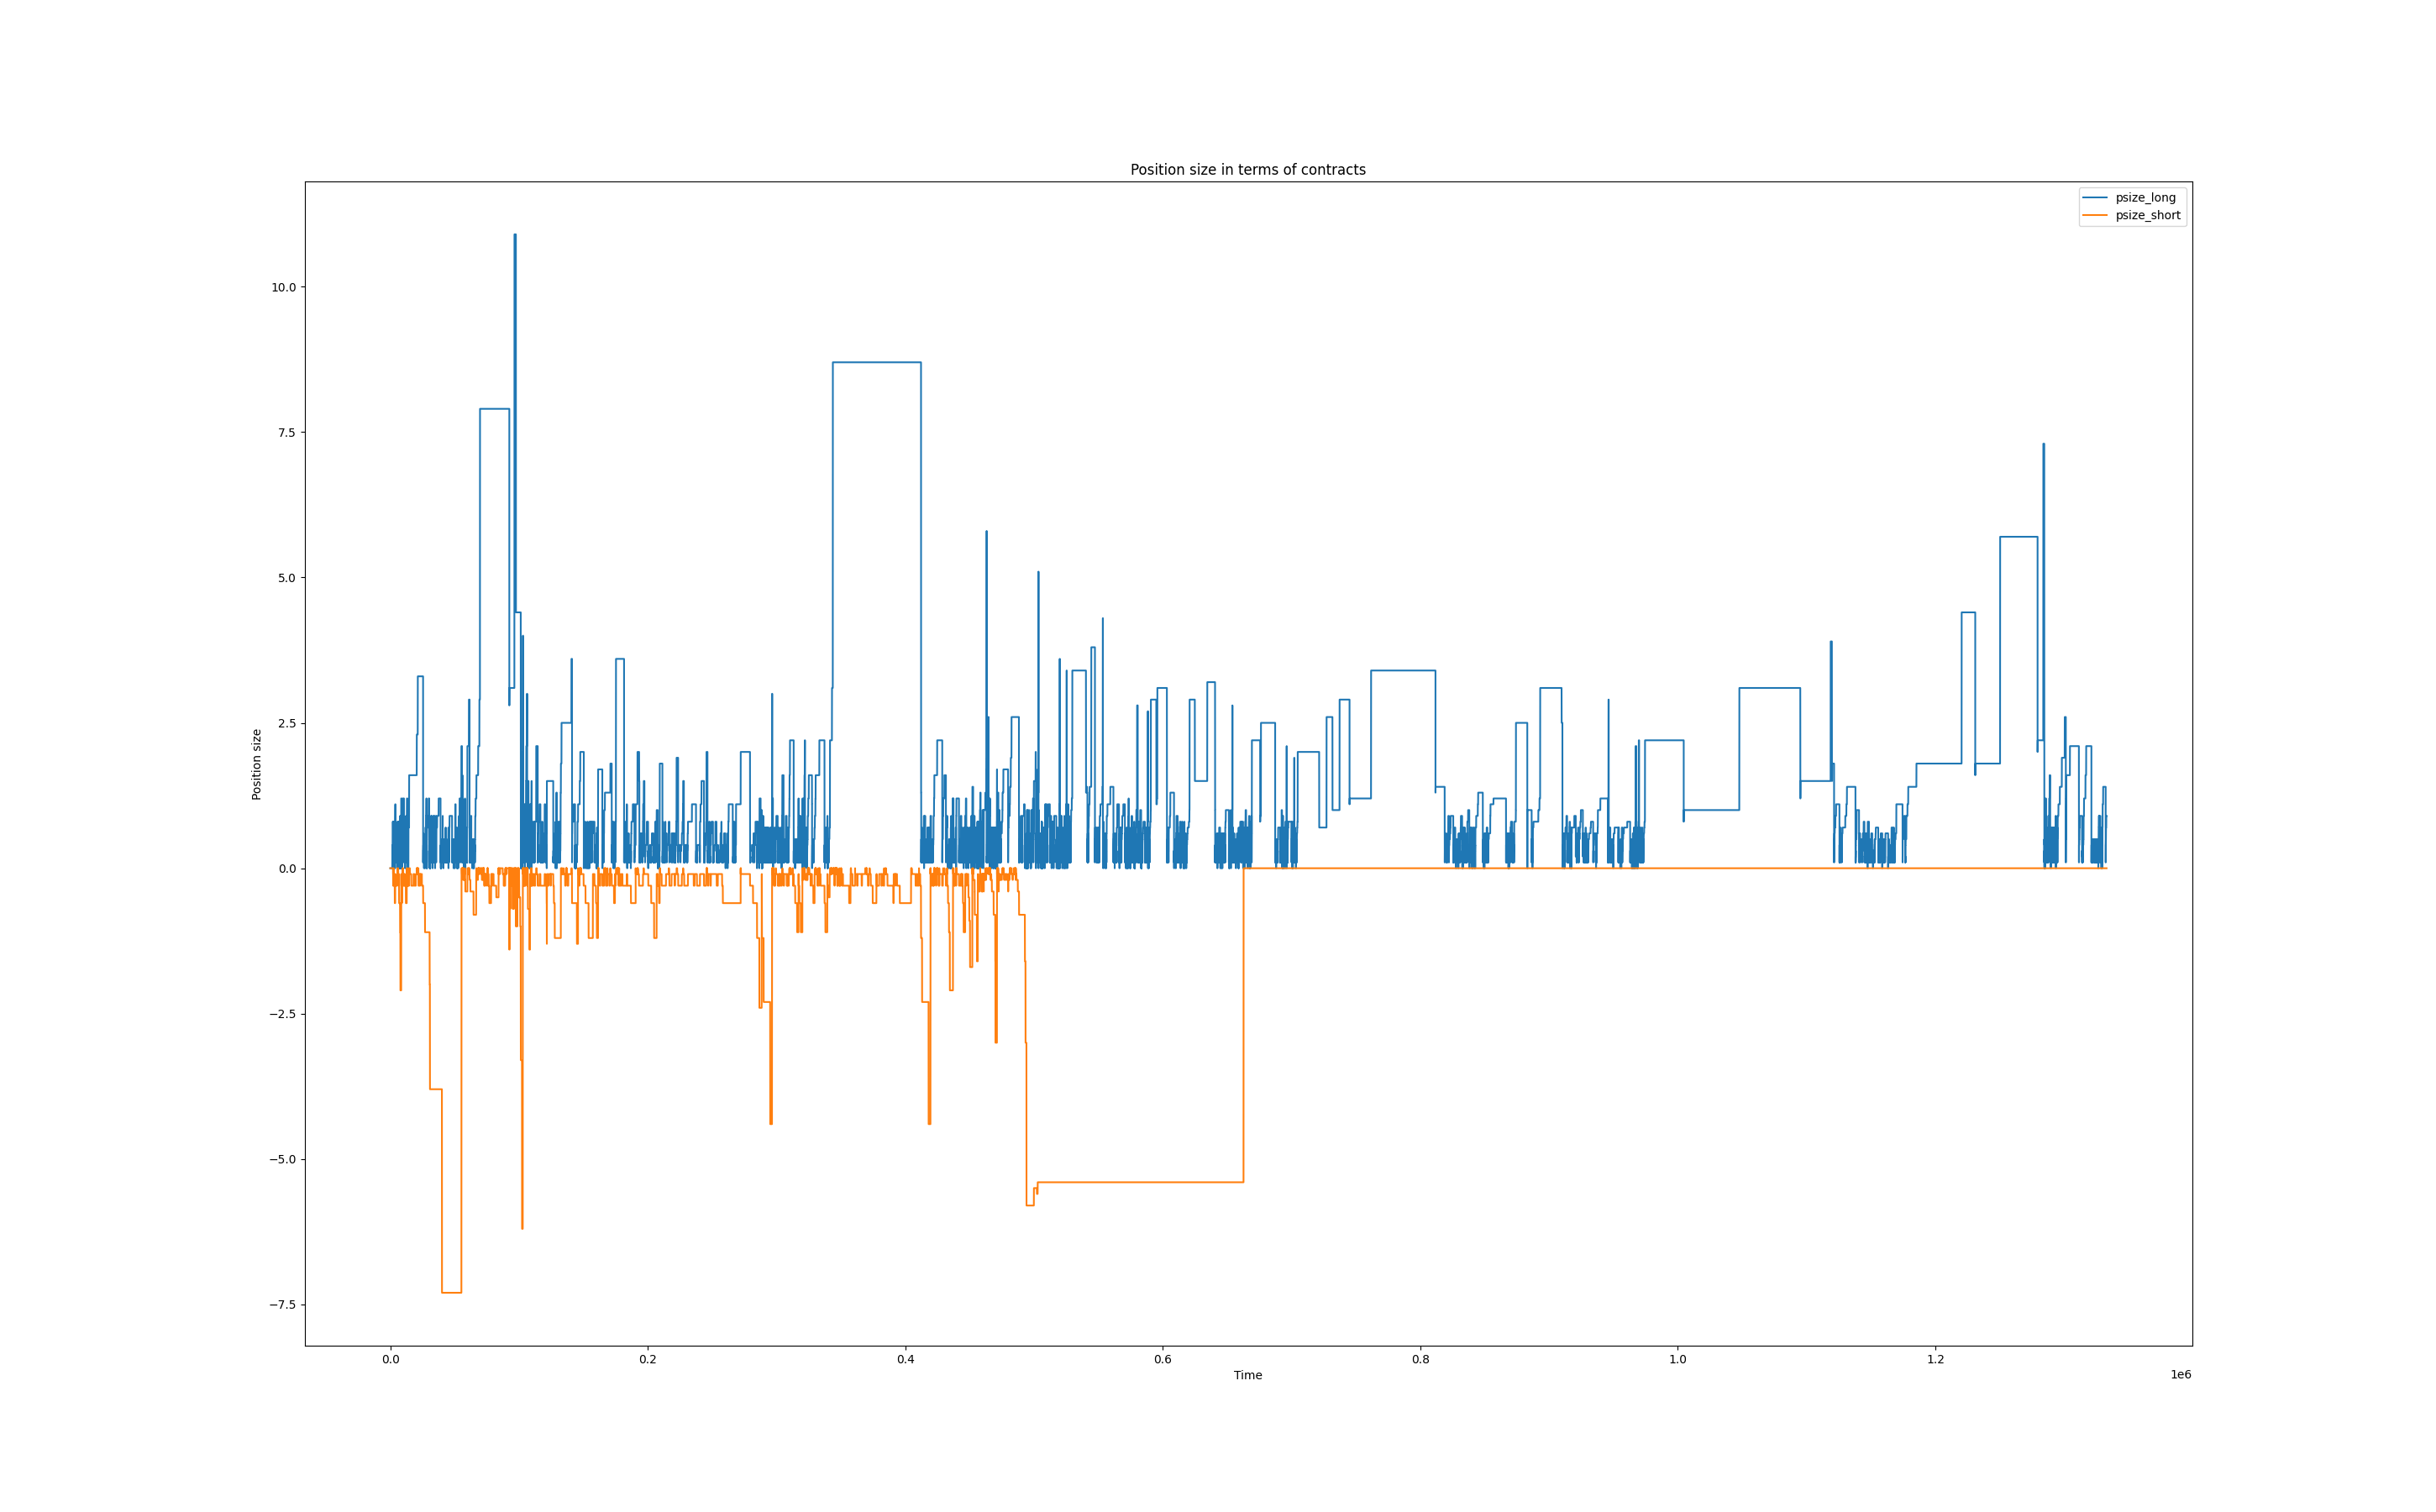 Position size in terms of contracts
psize_long
psize_short
10.0
7.5
5.0
2.5
0.0
−2.5
−5.0
−7.5
Position size
0.0
0.2
0.4
0.6
0.8
1.0
1.2
1e6
Time